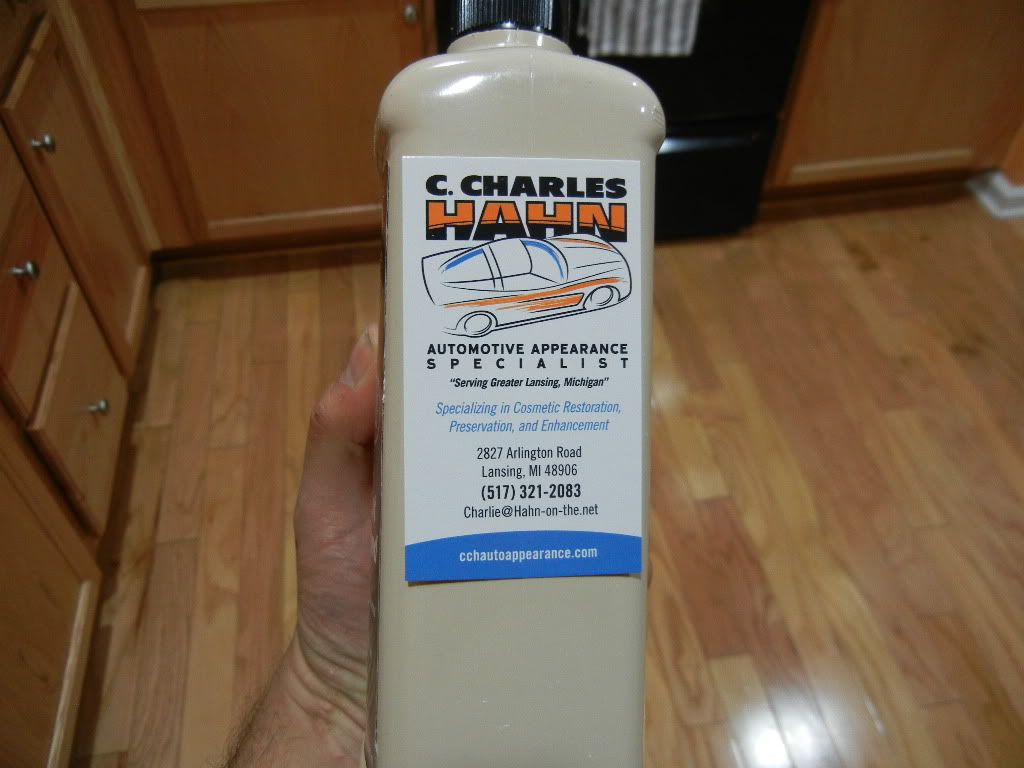 C. CHARLES
HAHN
AUTOMOTIVE APPEARANCE
SPECIALIST
"Serving Greater Lansing, Michigan"
Specializing in Cosmetic Restoration,
Preservation, and Enhancement
2827 Arlington Road
Lansing, MI 48906
(517) 321-2083
Charlie@Hahn-on-the.net
cchautoappearance.com